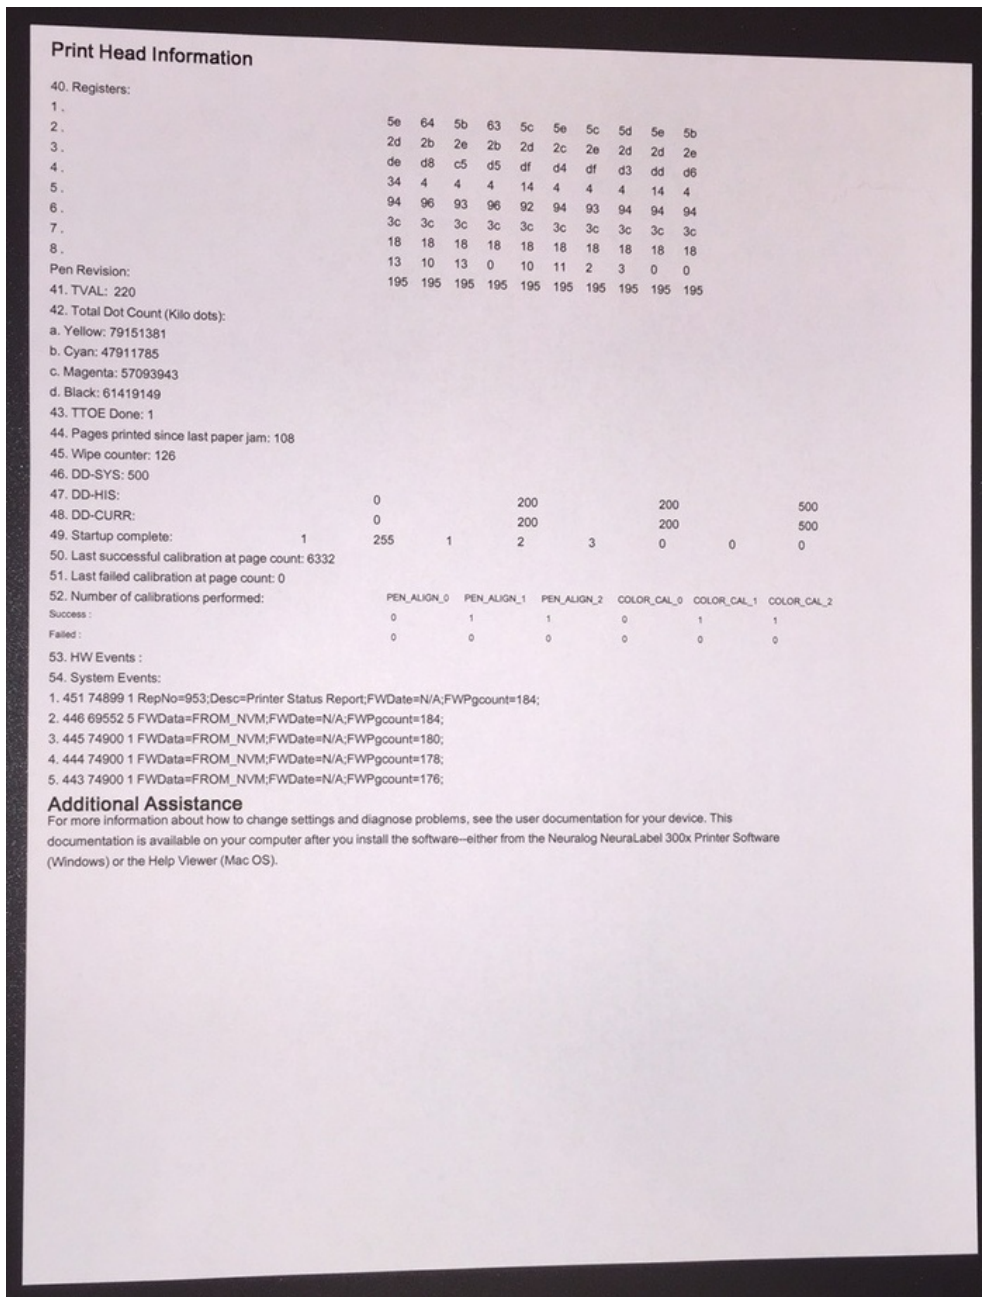 Print Head Information
40. Registers:
1 . 5e 64 5b 63 5c 5e 5c 5d 5e 5b
2 . 2d 2b 2e 2b 2d 2c 2e 2d 2d 2e
3 . de d8 c5 d5 df d4 df d3 dd d6
4 . 34 4 4 4 14 4 4 4 14 4
5 . 94 96 93 96 92 94 93 94 94 94
6 . 3c 3c 3c 3c 3c 3c 3c 3c 3c 3c
7 . 18 18 18 18 18 18 18 18 18 18
8 . 13 10 13 0 10 11 2 3 0 0
Pen Revision: 195 195 195 195 195 195 195 195 195 195
41. TVAL: 220
42. Total Dot Count (Kilo dots):
a. Yellow: 79151381
b. Cyan: 47911785
c. Magenta: 57093943
d. Black: 61419149
43. TTOE Done: 1
44. Pages printed since last paper jam: 108
45. Wipe counter: 126
46. DD-SYS: 500
47. DD-HIS: 0 200 200 500
48. DD-CURR: 0 200 200 500
49. Startup complete: 1 255 1 2 3 0 0 0
50. Last successful calibration at page count: 6332
51. Last failed calibration at page count: 0
52. Number of calibrations performed: PEN_ALIGN_0 PEN_ALIGN_1 PEN_ALIGN_2 COLOR_CAL_0 COLOR_CAL_1 COLOR_CAL_2
Success : 0 1 1 0 1 1
Failed : 0 0 0 0 0 0
53. HW Events :
54. System Events:
1. 451 74899 1 RepNo=953;Desc=Printer Status Report;FWDate=N/A;FWPgcount=184;
2. 446 69552 5 FWData=FROM_NVM;FWDate=N/A;FWPgcount=184;
3. 445 74900 1 FWData=FROM_NVM;FWDate=N/A;FWPgcount=180;
4. 444 74900 1 FWData=FROM_NVM;FWDate=N/A;FWPgcount=178;
5. 443 74900 1 FWData=FROM_NVM;FWDate=N/A;FWPgcount=176;
Additional Assistance
For more information about how to change settings and diagnose problems, see the user documentation for your device. This
documentation is available on your computer after you install the software--either from the Neuralog NeuraLabel 300x Printer Software
(Windows) or the Help Viewer (Mac OS).